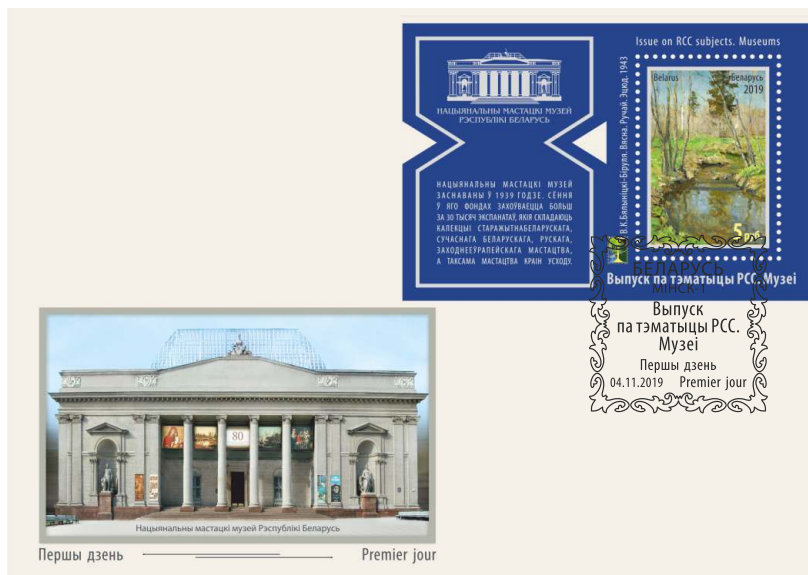 Issue on RCC subjects. Museums
НАЦЫЯНАЛЬНЫ МАСТАЦКІ МУЗЕЙ
РЭСПУБЛІКІ БЕЛАРУСЬ
НАЦЫЯНАЛЬНЫ МАСТАЦКІ МУЗЕЙ
ЗАСНАВАНЫ Ў 1939 ГОДЗЕ. СЁННЯ
Ў ЯГО ФОНДАХ ЗАХОЎВАЕЦЦА БОЛЬШ
ЗА 30 ТЫСЯЧ ЭКСПАНАТАЎ, ЯКІЯ СКЛАДАЮЦЬ
КАЛЕКЦЫІ СТАРАЖЫТНАБЕЛАРУСКАГА,
СУЧАСНАГА БЕЛАРУСКАГА, РУСКАГА,
ЗАХОДНЕЕЎРАПЕЙСКАГА МАСТАЦТВА,
А ТАКСАМА МАСТАЦТВА КРАІН УСХОДУ.
В.К.Бялыніцкі-Біруля. Вясна. Ручай. Эцюд. 1943
Belarus
Беларусь
2019
5 руб
Выпуск па тэматыцы РСС. Музеі
БЕЛАРУСЬ
МІНСК-1
Выпуск
па тэматыцы РСС.
Музеі
Першы дзень
04.11.2019 Premier jour
80
Нацыянальны мастацкі музей Рэспублікі Беларусь
Першы дзень Premier jour